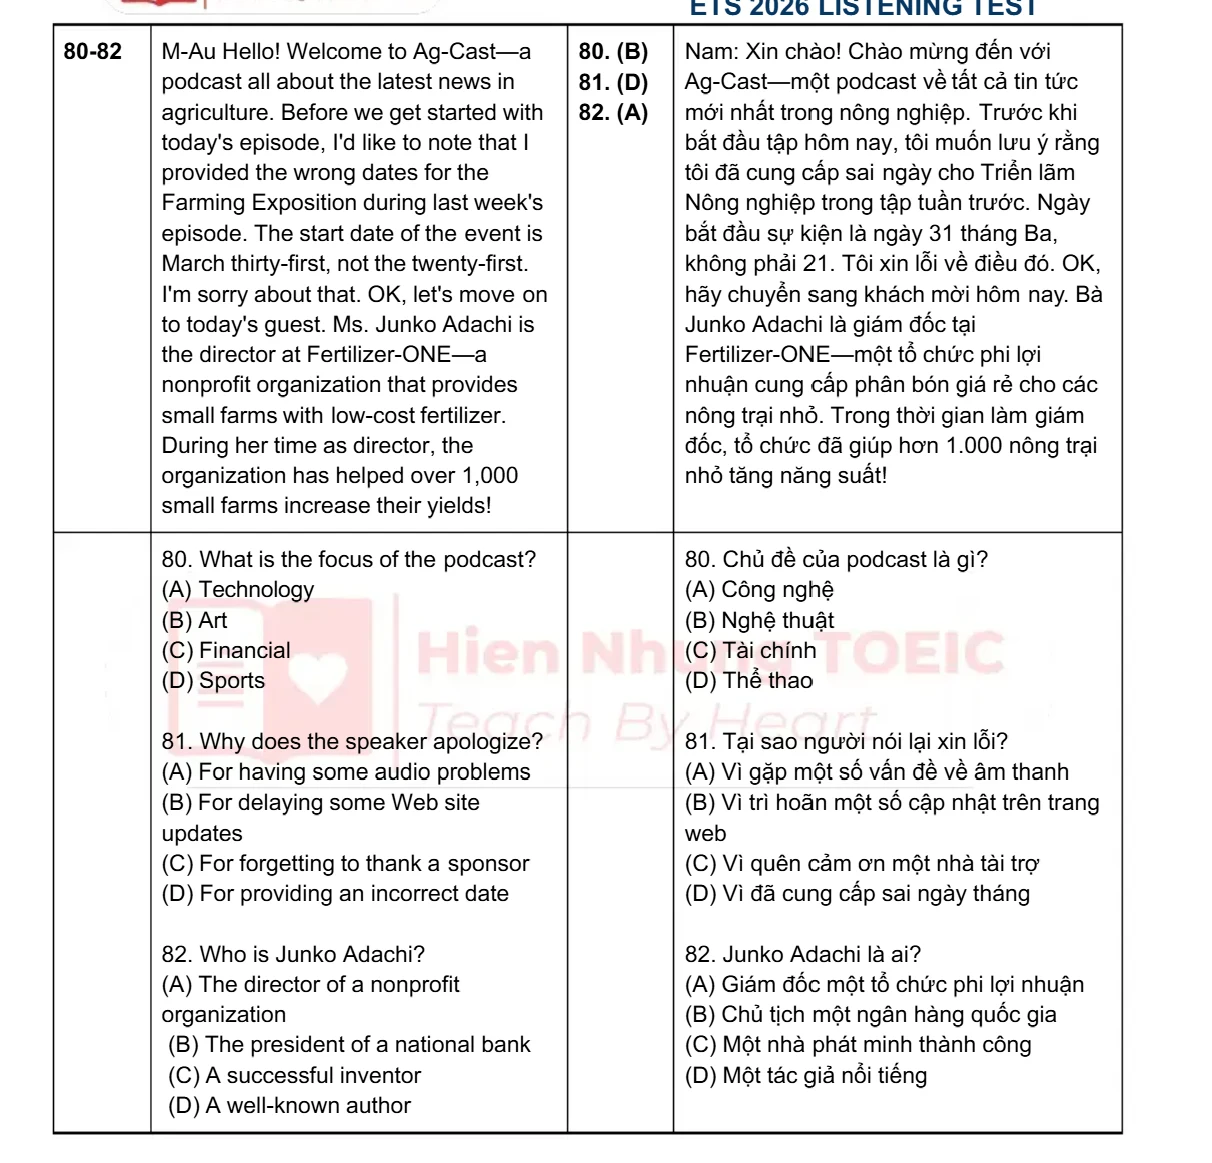 ETS 2026 LISTENING TEST
80-82
M-Au Hello! Welcome to Ag-Cast—a
podcast all about the latest news in
agriculture. Before we get started with
today's episode, I'd like to note that I
provided the wrong dates for the
Farming Exposition during last week's
episode. The start date of the event is
March thirty-first, not the twenty-first.
I'm sorry about that. OK, let's move on
to today's guest. Ms. Junko Adachi is
the director at Fertilizer-ONE—a
nonprofit organization that provides
small farms with low-cost fertilizer.
During her time as director, the
organization has helped over 1,000
small farms increase their yields!
80. (B)
81. (D)
82. (A)
Nam: Xin chào! Chào mừng đến với
Ag-Cast—một podcast về tất cả tin tức
mới nhất trong nông nghiệp. Trước khi
bắt đầu tập hôm nay, tôi muốn lưu ý rằng
tôi đã cung cấp sai ngày cho Triển lãm
Nông nghiệp trong tập tuần trước. Ngày
bắt đầu sự kiện là ngày 31 tháng Ba,
không phải 21. Tôi xin lỗi về điều đó. OK,
hãy chuyển sang khách mời hôm nay. Bà
Junko Adachi là giám đốc tại
Fertilizer-ONE—một tổ chức phi lợi
nhuận cung cấp phân bón giá rẻ cho các
nông trại nhỏ. Trong thời gian làm giám
đốc, tổ chức đã giúp hơn 1.000 nông trại
nhỏ tăng năng suất!
80. What is the focus of the podcast?
(A) Technology
(B) Art
(C) Financial
(D) Sports
81. Why does the speaker apologize?
(A) For having some audio problems
(B) For delaying some Web site
updates
(C) For forgetting to thank a sponsor
(D) For providing an incorrect date
82. Who is Junko Adachi?
(A) The director of a nonprofit
organization
(B) The president of a national bank
(C) A successful inventor
(D) A well-known author
80. Chủ đề của podcast là gì?
(A) Công nghệ
(B) Nghệ thuật
(C) Tài chính
(D) Thể thao
81. Tại sao người nói lại xin lỗi?
(A) Vì gặp một số vấn đề về âm thanh
(B) Vì trì hoãn một số cập nhật trên trang
web
(C) Vì quên cảm ơn một nhà tài trợ
(D) Vì đã cung cấp sai ngày tháng
82. Junko Adachi là ai?
(A) Giám đốc một tổ chức phi lợi nhuận
(B) Chủ tịch một ngân hàng quốc gia
(C) Một nhà phát minh thành công
(D) Một tác giả nổi tiếng
Hien Nhung TOEIC
Teach By Heart